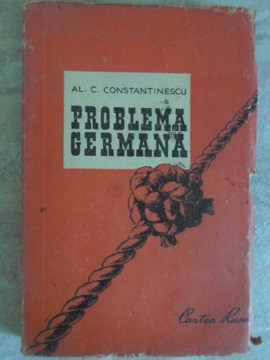 AL. C. CONSTANTINESCU
PROBLEMA
GERMANĂ
Cartea Rusă